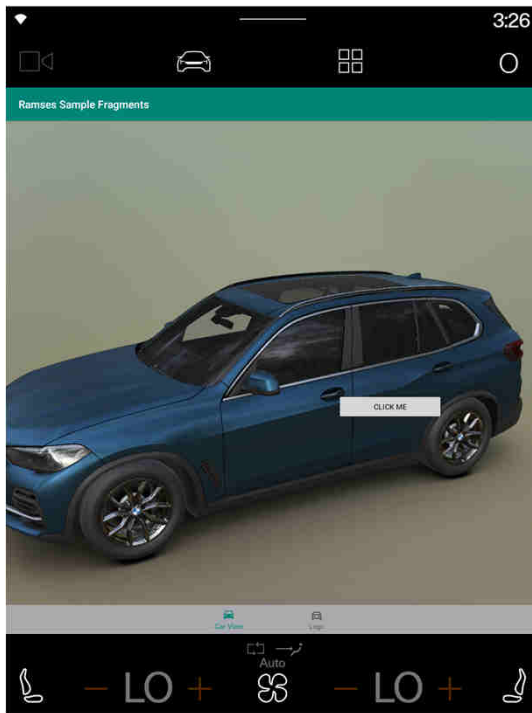 3:26
Ramses Sample Fragments
CLICK ME
Car View
Logo
Auto
LO
LO